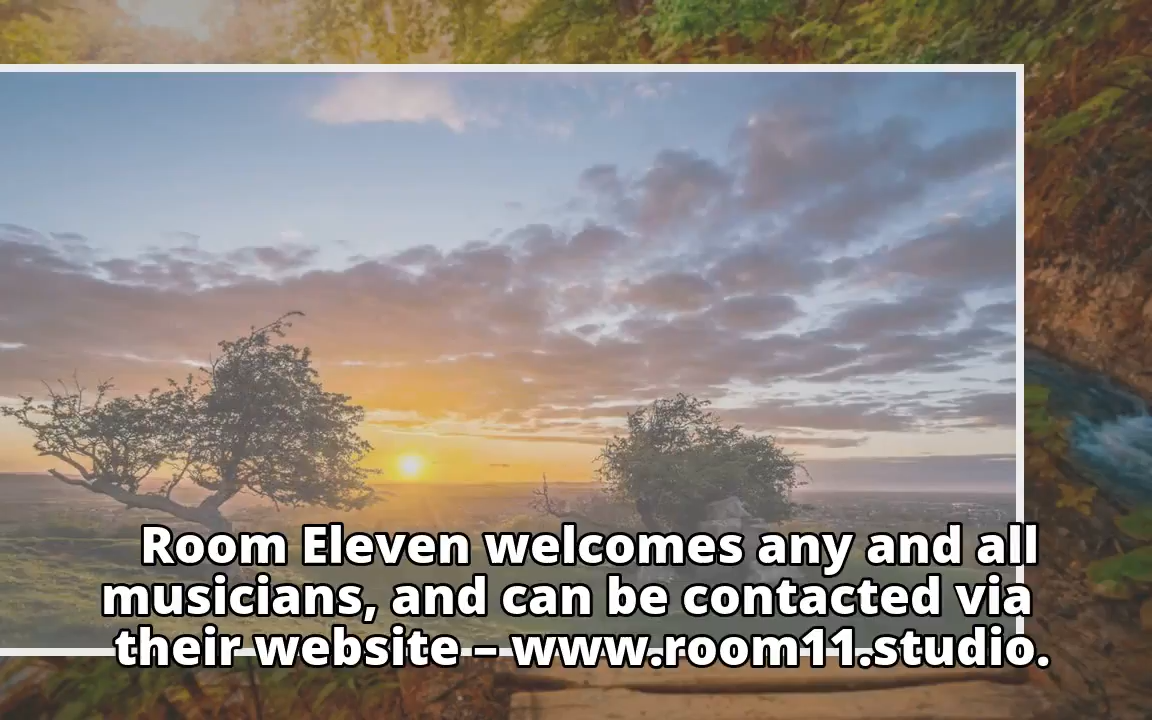 Room Eleven welcomes any and all
musicians, and can be contacted via
their website – www.room11.studio.